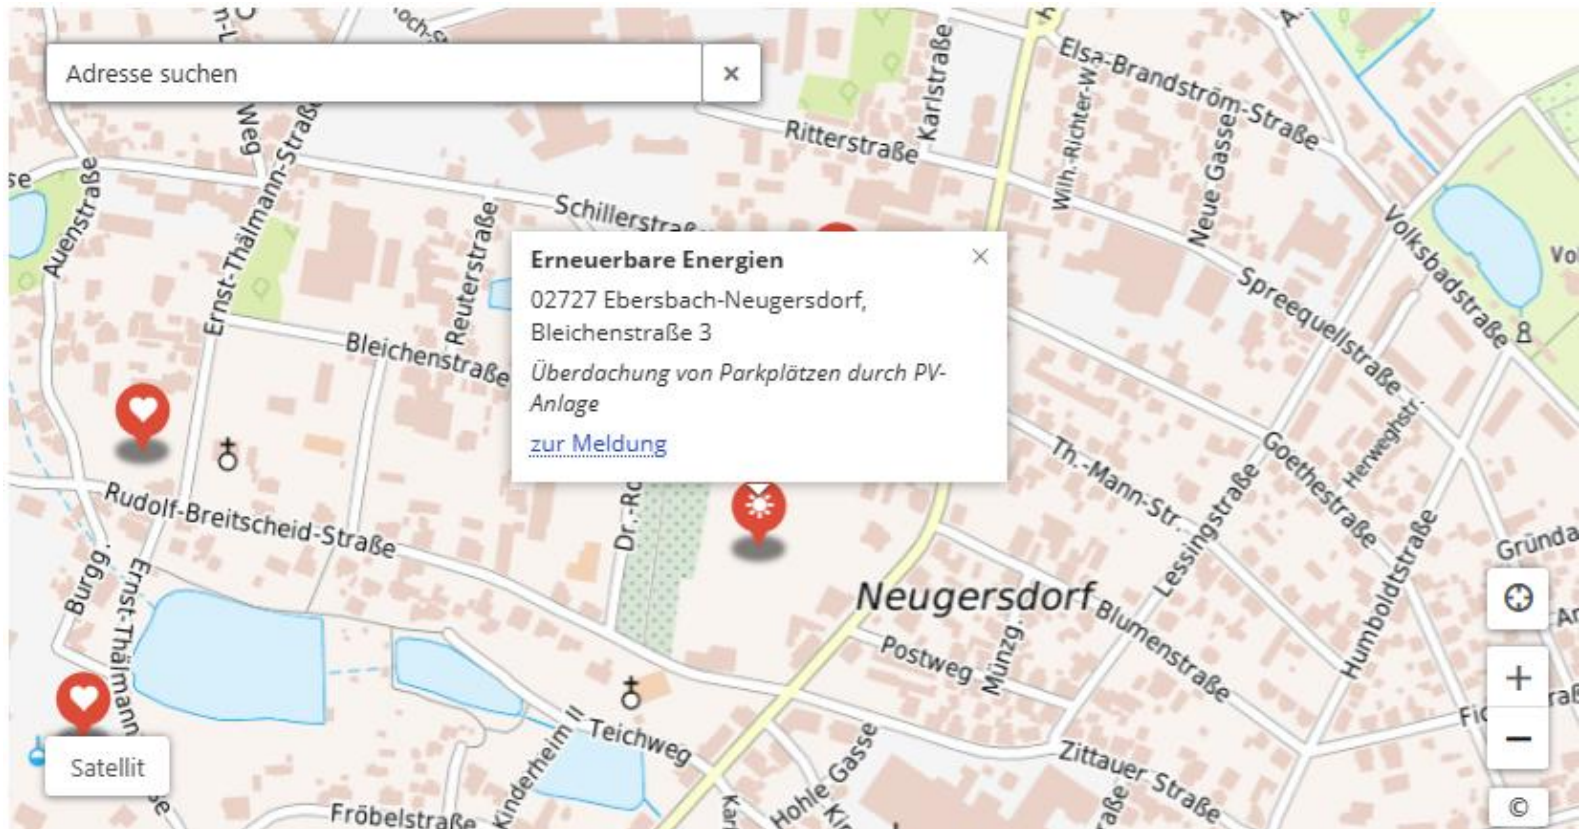 Adresse suchen
×
Weg
Karlstraße
Elsa-Brandström-Straße
Ritterstraße
Wilh.-Richter-W
Neue Gasse
Auenstraße
Ernst-Thälmann-Straße
Schillerstraße
Volksbadstraße
Reuterstraße
Erneuerbare Energien
×
02727 Ebersbach-Neugersdorf,
Bleichenstraße 3
Überdachung von Parkplätzen durch PV-
Anlage
zur Meldung
Spreequellstraße
Bleichenstraße
Herweghstr.
Goethestraße
Th.-Mann-Str.
Lessingstraße
Humboldtstraße
Rudolf-Breitscheid-Straße
Dr.-Ro
Gründa
Burgg.
Ernst-Thälmann
Neugersdorf
Blumenstraße
Münzg.
Postweg
Teichweg
Kinderheim II
Zittauer Straße
Hohle Gasse
Fröbelstraße
Satellit
+
−
©